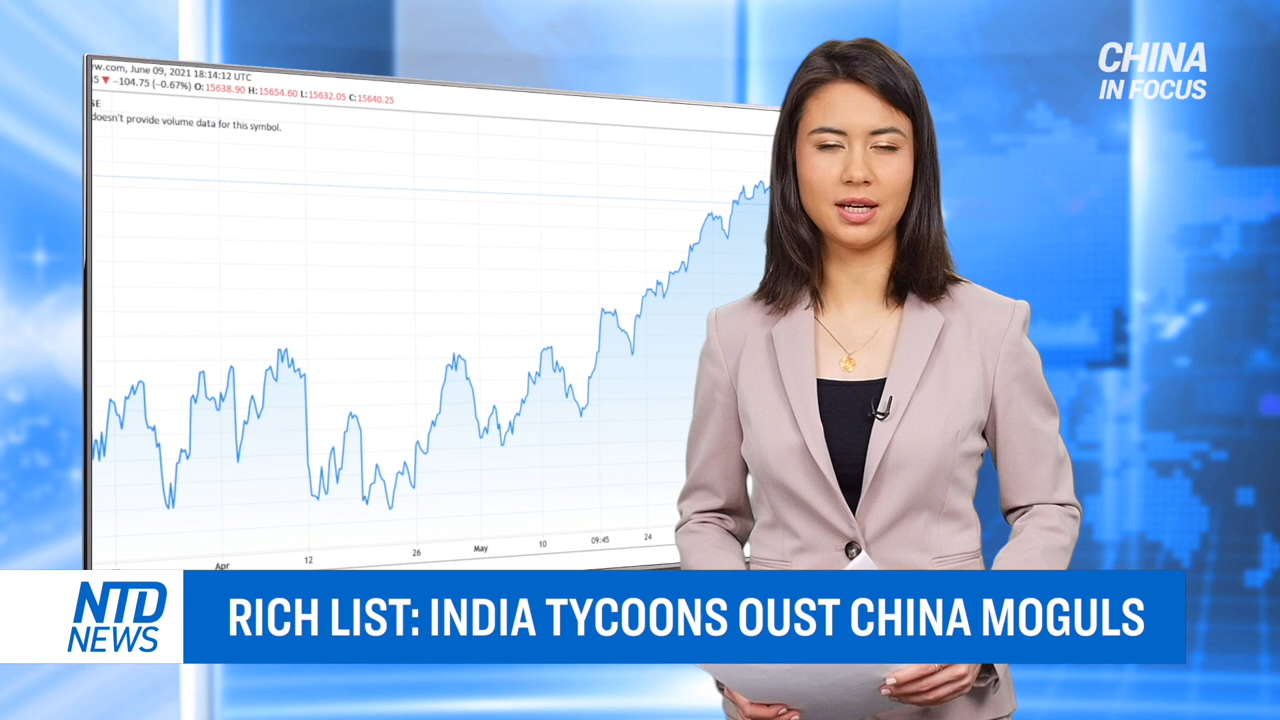 ew.com, June 09, 2021 18:14:12 UTC
▼ −104.75 (−0.67%) O:15638.90 H:15654.60 L:15632.05 C:15640.25
SE
doesn't provide volume data for this symbol.
CHINA
IN FOCUS
Apr 12 26 May 10 09:45 24
NTD
NEWS
RICH LIST: INDIA TYCOONS OUST CHINA MOGULS